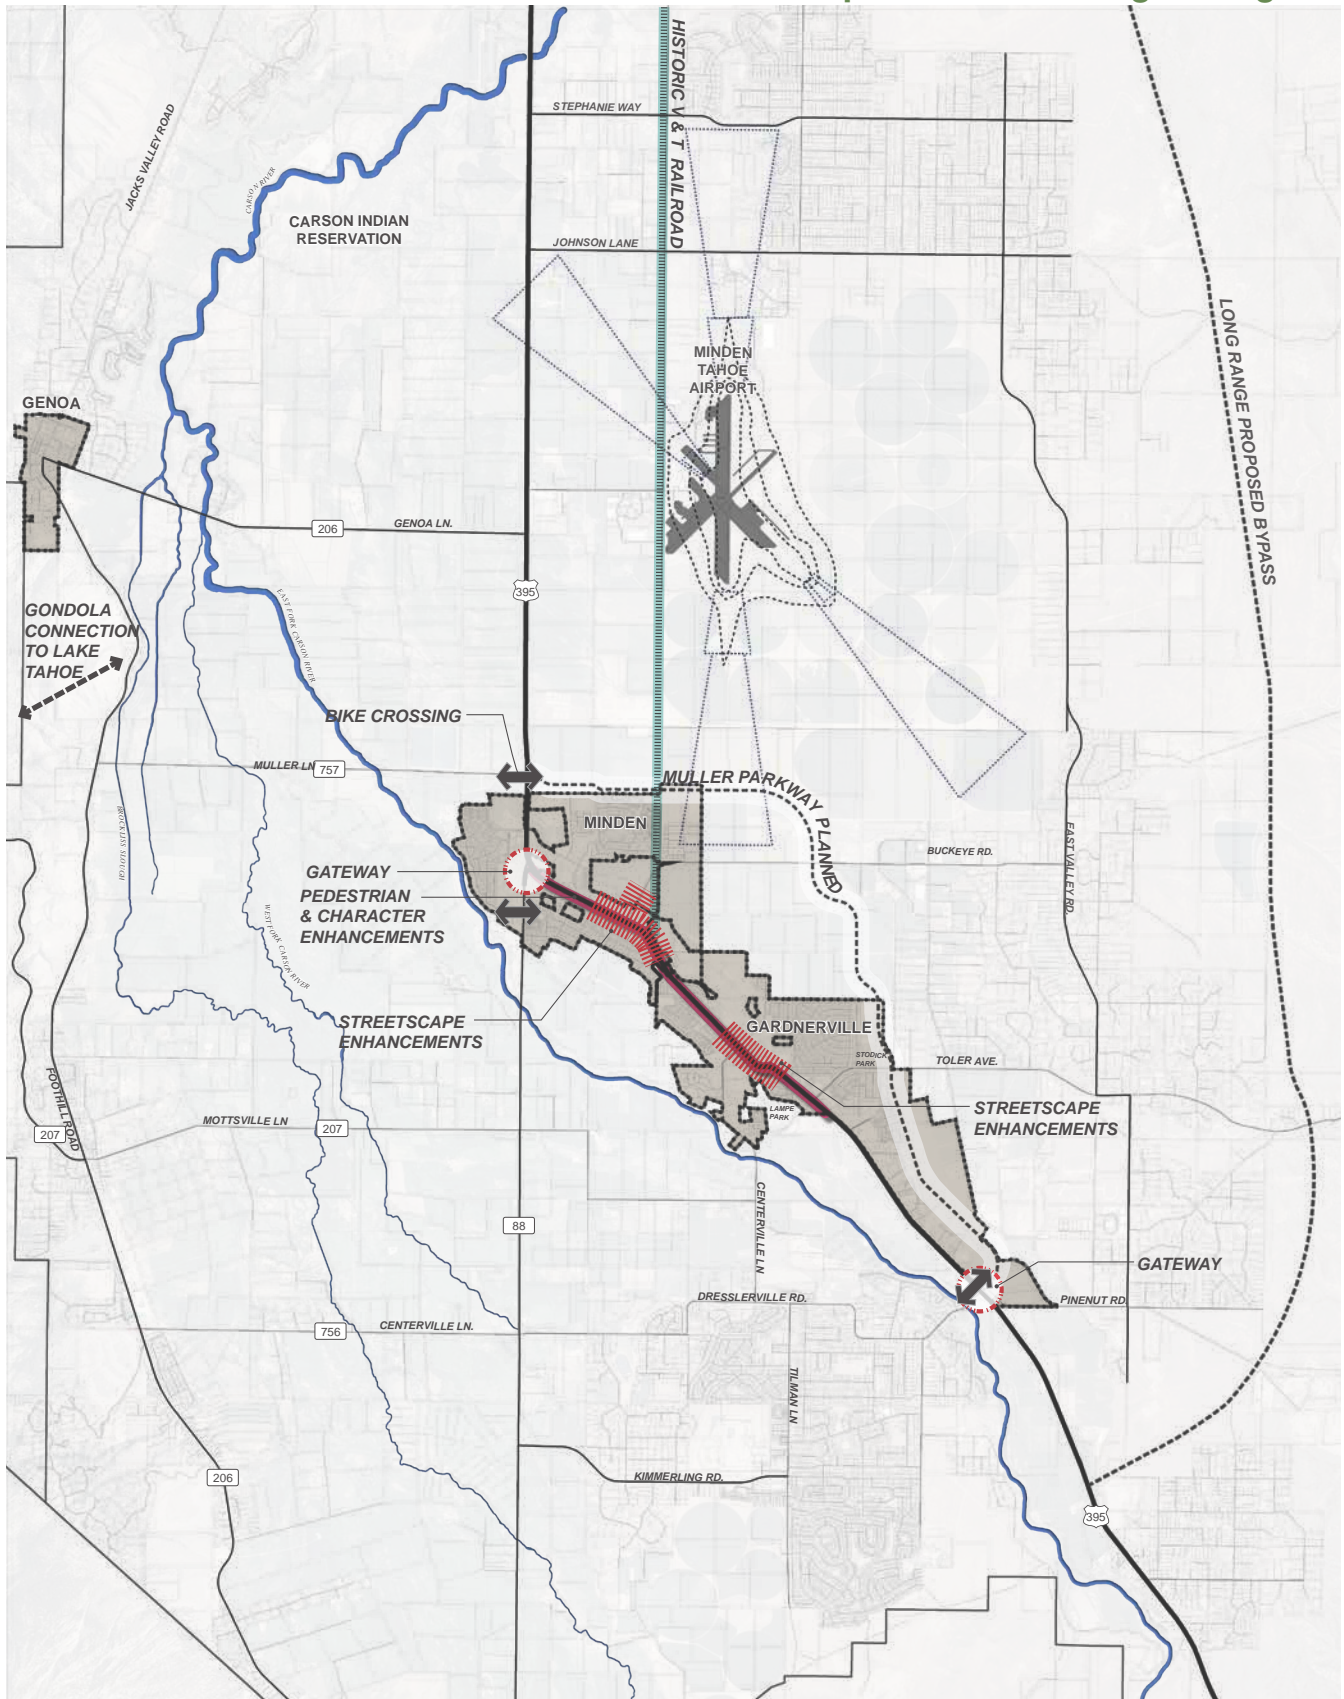 HISTORIC V & T RAILROAD
STEPHANIE WAY
JACKS VALLEY ROAD
CARSON RIVER
CARSON INDIAN
RESERVATION
JOHNSON LANE
LONG RANGE PROPOSED BYPASS
MINDEN
TAHOE
AIRPORT
GENOA
206
GENOA LN.
395
EAST FORK CARSON RIVER
GONDOLA
CONNECTION
TO LAKE
TAHOE
BIKE CROSSING
MULLER LN
757
MULLER PARKWAY PLANNED
MINDEN
BROCKLISS SLOUGH
EAST VALLEY RD.
BUCKEYE RD.
GATEWAY
PEDESTRIAN
& CHARACTER
ENHANCEMENTS
WEST FORK CARSON RIVER
STREETSCAPE
ENHANCEMENTS
GARDNERVILLE
STODICK
PARK
TOLER AVE.
FOOTHILL ROAD
LAMPE
PARK
STREETSCAPE
ENHANCEMENTS
MOTTSVILLE LN
207
207
CENTERVILLE LN
88
GATEWAY
DRESSLERVILLE RD.
PINENUT RD.
756
CENTERVILLE LN.
TILMAN LN
206
KIMMERLING RD.
395